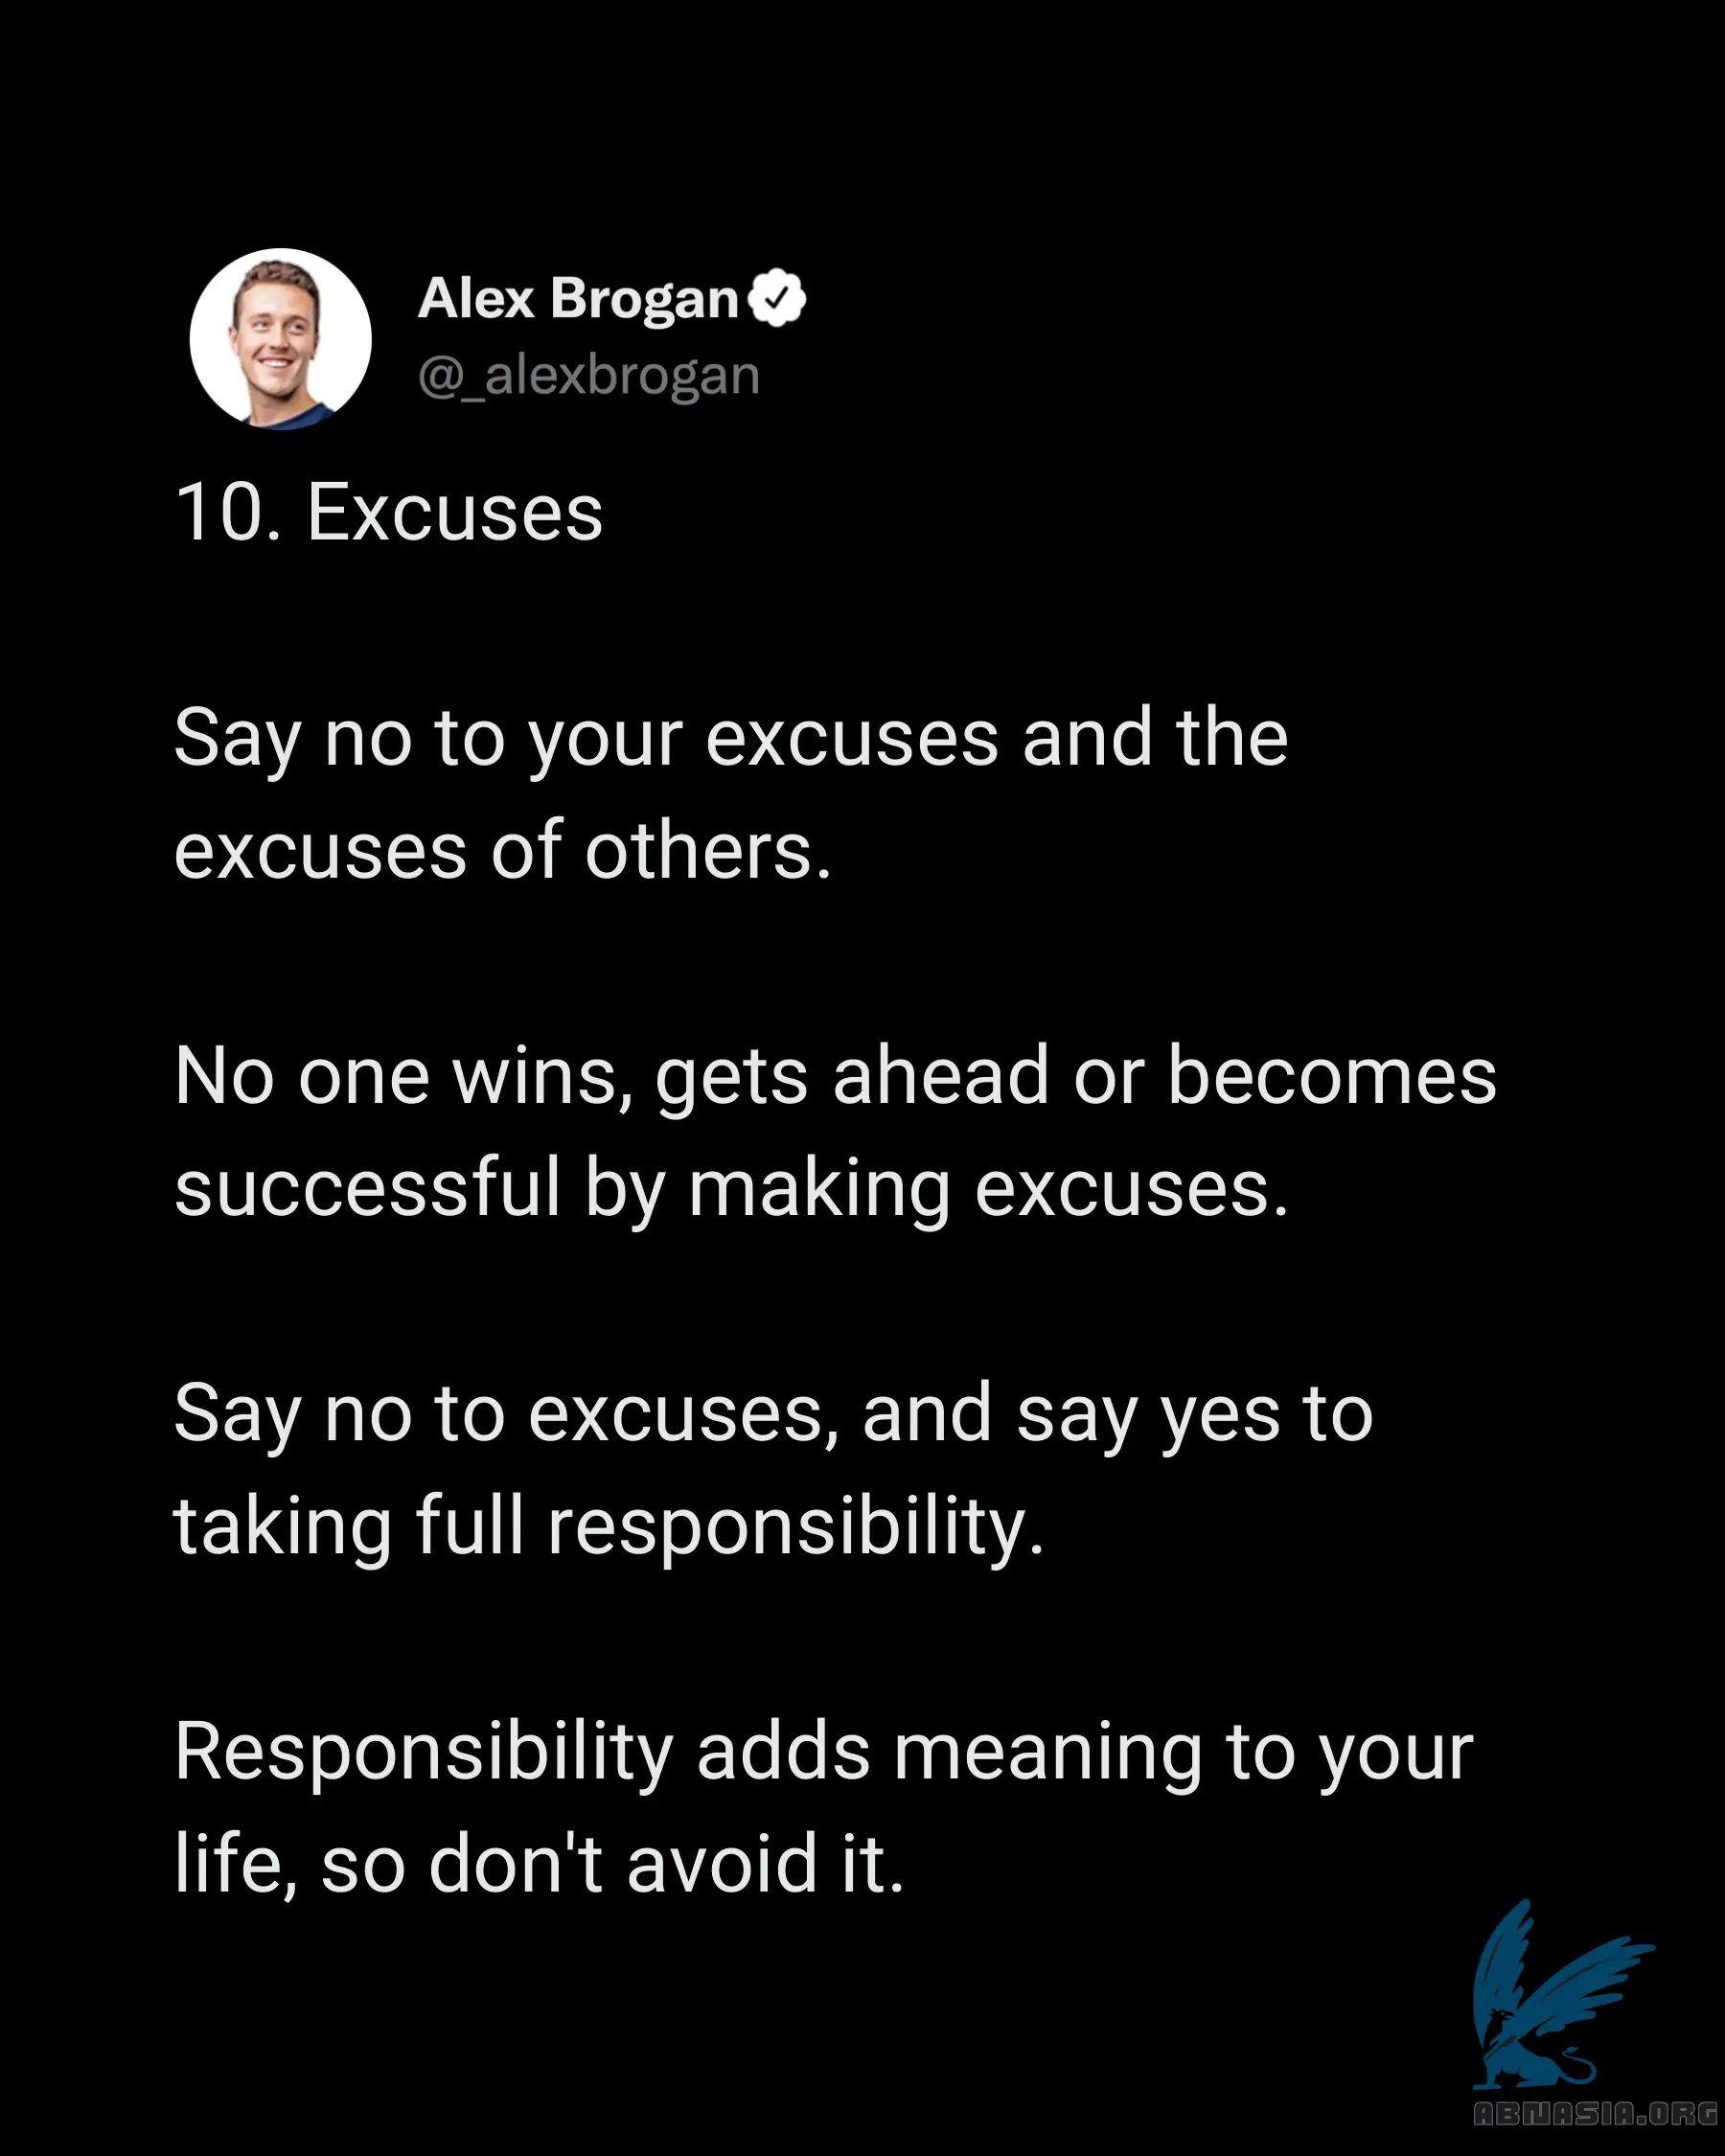 Alex Brogan
@_alexbrogan
10. Excuses
Say no to your excuses and the
excuses of others.
No one wins, gets ahead or becomes
successful by making excuses.
Say no to excuses, and say yes to
taking full responsibility.
Responsibility adds meaning to your
life, so don't avoid it.
ABNASIA.ORG